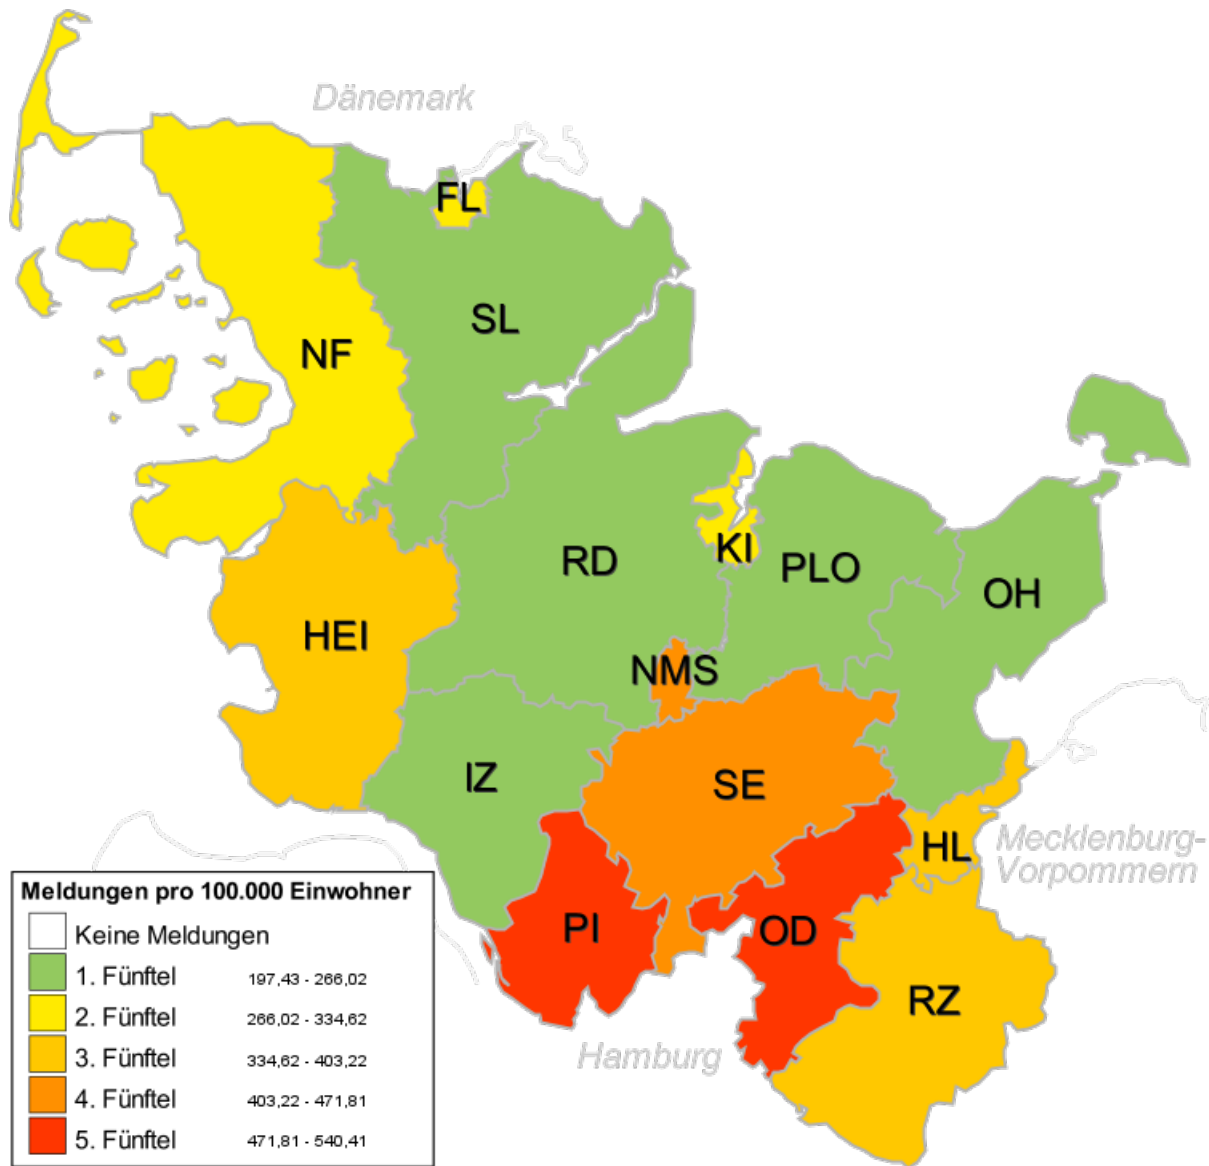 Dänemark
FL
SL
NF
RD
KI
PLO
OH
HEI
NMS
IZ
SE
HL
Mecklenburg-
Vorpommern
PI
OD
RZ
Hamburg
Meldungen pro 100.000 Einwohner
Keine Meldungen
1. Fünftel 197,43 - 266,02
2. Fünftel 266,02 - 334,62
3. Fünftel 334,62 - 403,22
4. Fünftel 403,22 - 471,81
5. Fünftel 471,81 - 540,41